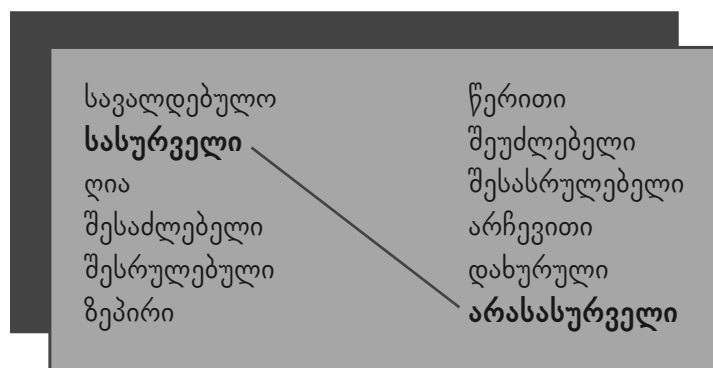 სავალდებულო
სასურველი
ღია
შესაძლებელი
შესრულებული
ზეპირი
წერითი
შეუძლებელი
შესასრულებელი
არჩევითი
დახურული
არასასურველი